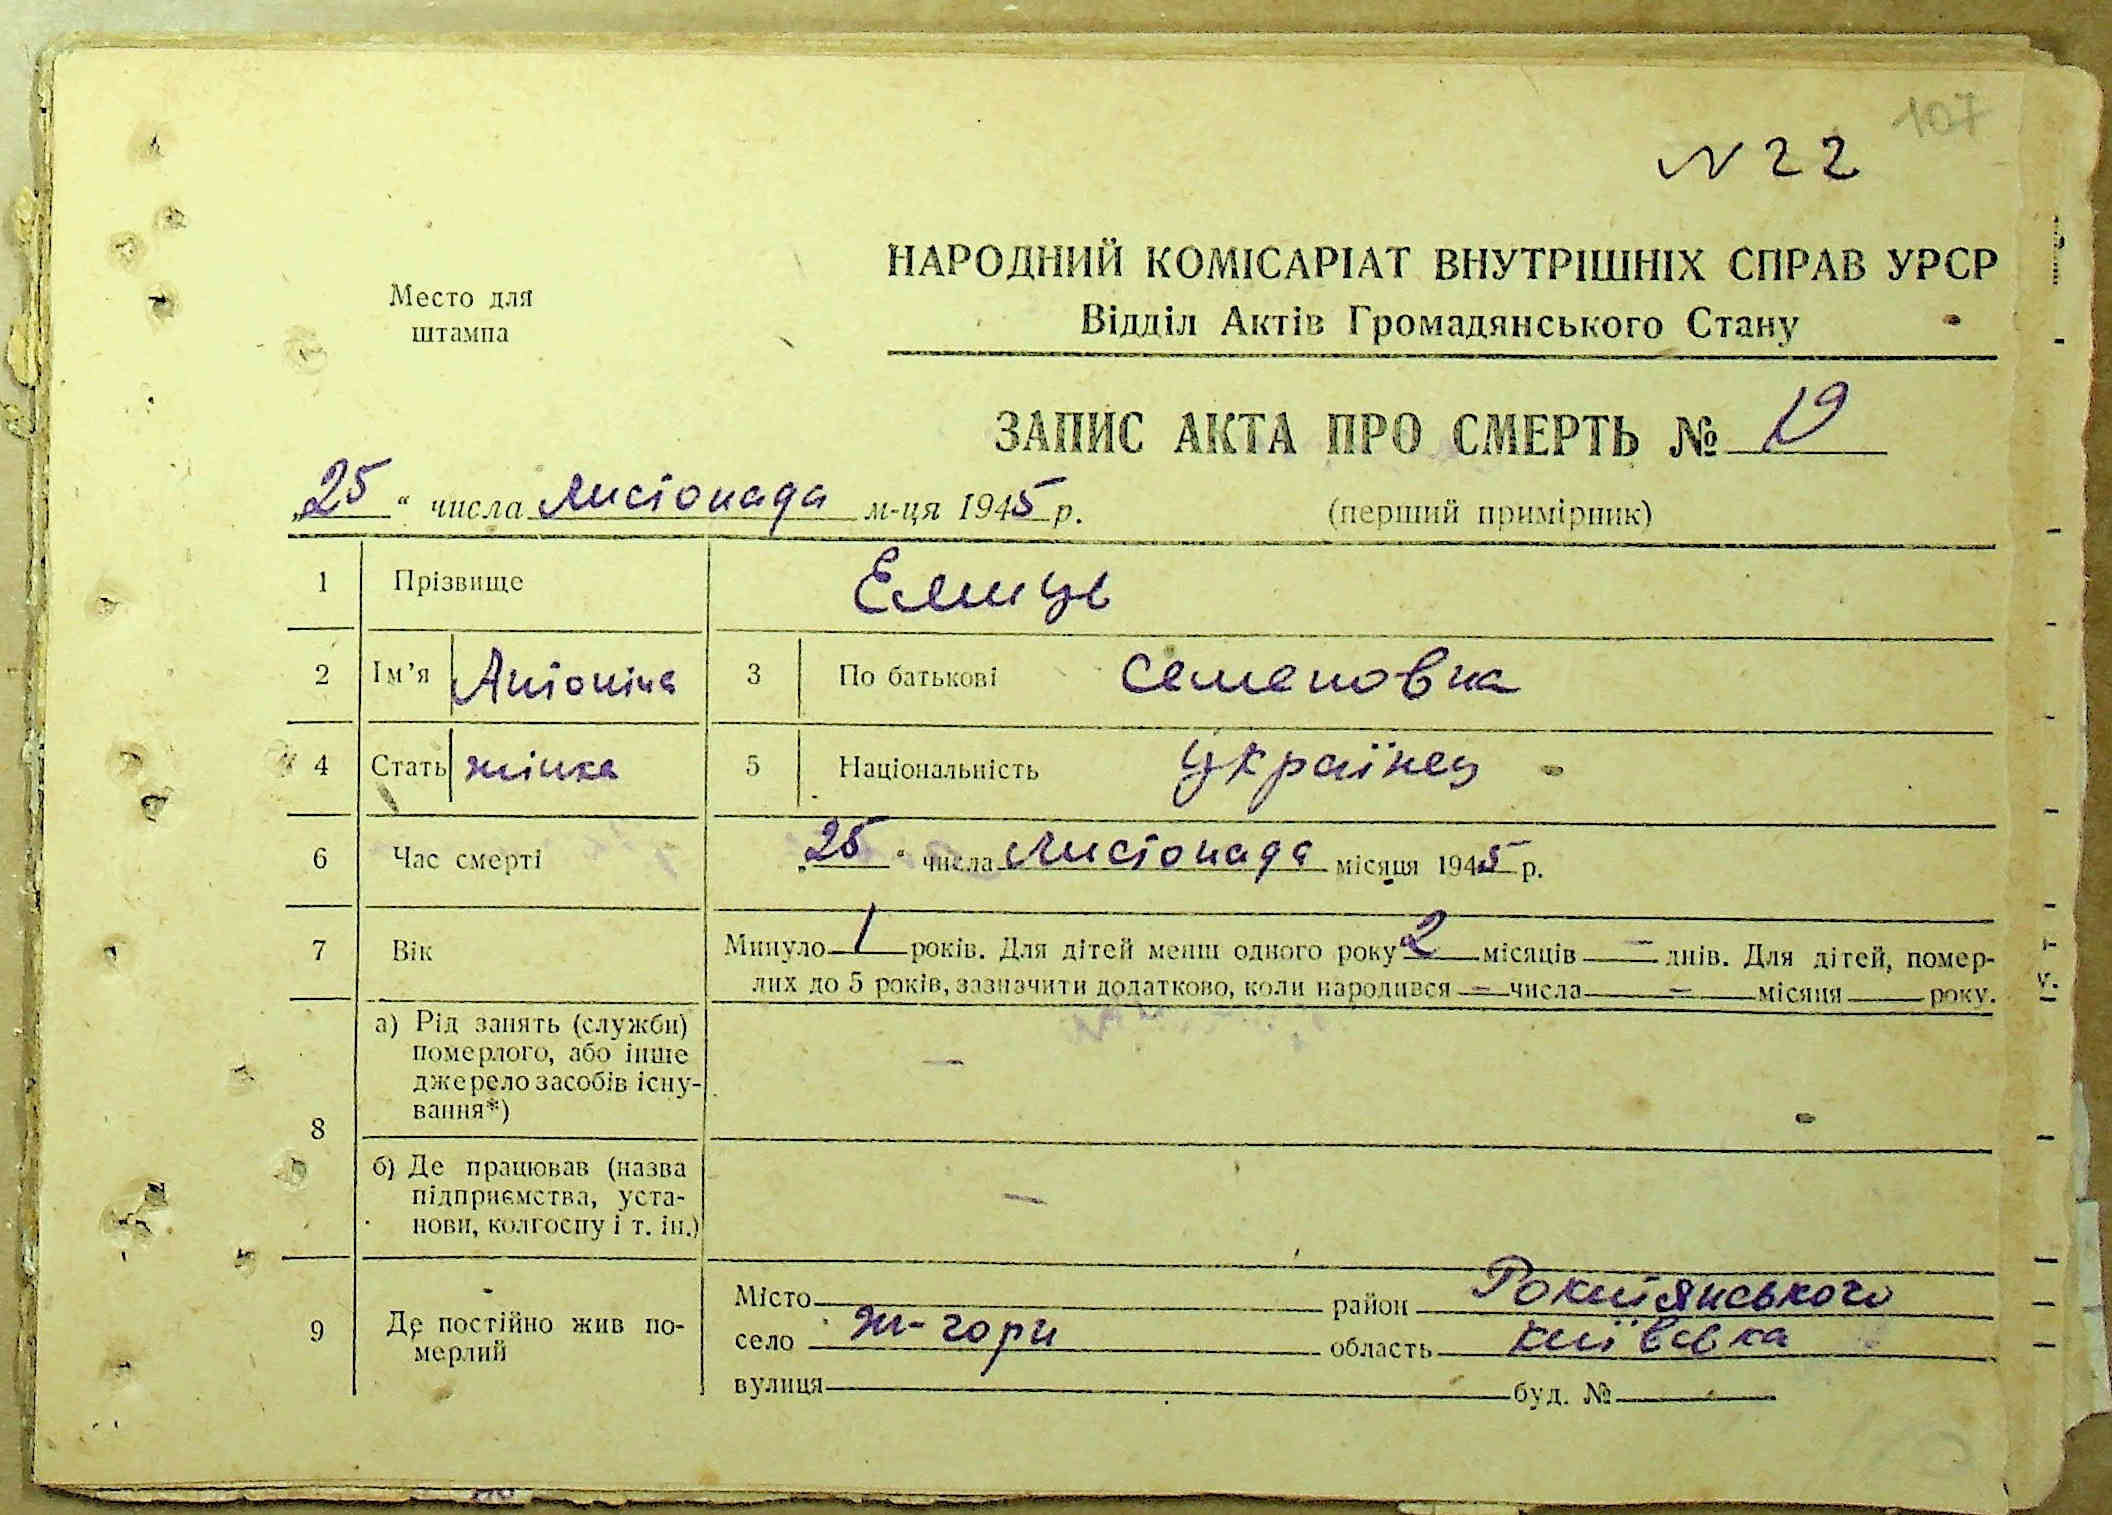 107
N 22
НАРОДНИЙ КОМІСАРІАТ ВНУТРІШНІХ СПРАВ УРСР
Место для штампа
Відділ Актів Громадянського Стану
ЗАПИС АКТА ПРО СМЕРТЬ № 19
„25“ числа Листопада м-ця 1945 р. (перший примірник)
1 Прізвище Емець
2 Ім’я Антоніна 3 По батькові Семеновна
4 Стать жінка 5 Національність Українец
6 Час смерті „25“ числа Листопада місяця 1945 р.
7 Вік Минуло 1 років. Для дітей менш одного року 2 місяців — днів. Для дітей, помер-
лих до 5 років, зазначити додатково, коли народився — числа — місяця року.
8 а) Рід занять (служби)
померлого, або інше
джерело засобів існу-
вання*) —
б) Де працював (назва
підприємства, уста-
нови, колгоспу і т. ін.) —
9 Де постійно жив по-
мерлий
Місто район Рокитянського
село Ж-гори область київська
вулиця буд. №